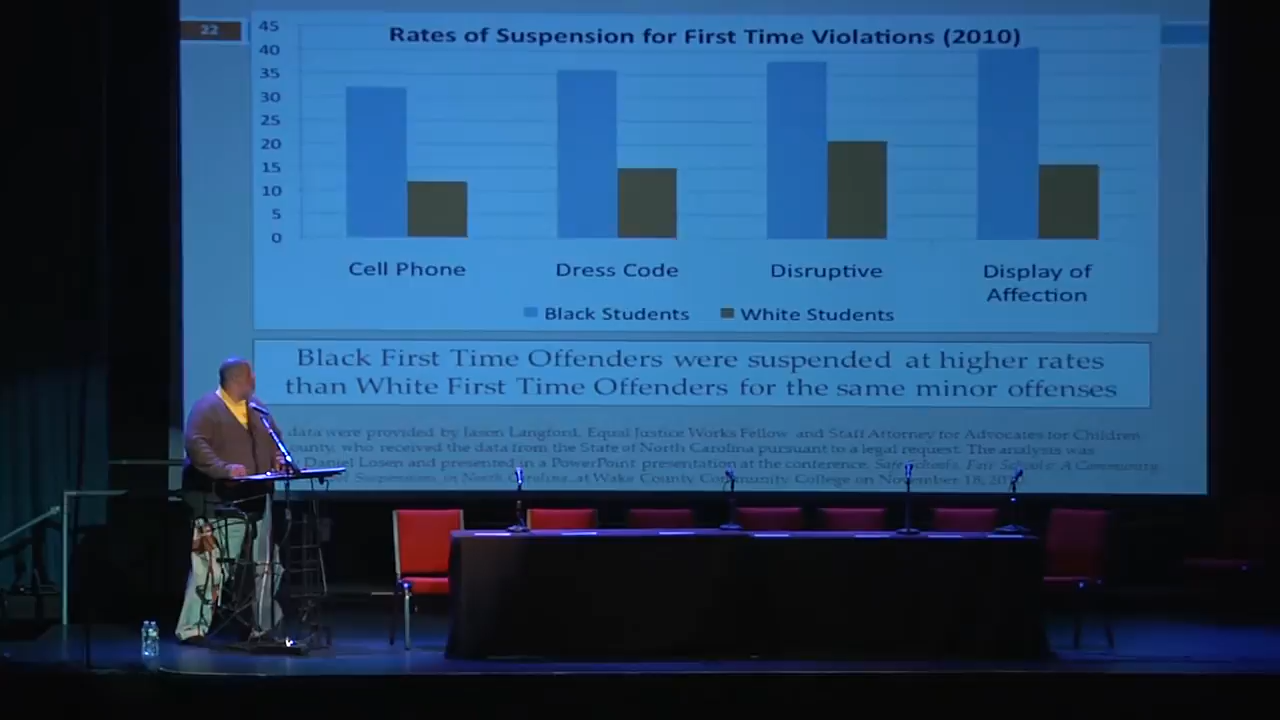 22
Rates of Suspension for First Time Violations (2010)
45
40
35
30
25
20
15
10
5
0
Cell Phone
Dress Code
Disruptive
Display of
Affection
Black Students
White Students
Black First Time Offenders were suspended at higher rates
than White First Time Offenders for the same minor offenses
data were provided by Jason Langford, Equal Justice Works Fellow, and Staff Attorney for Advocates for Children
who received the data from the State of North Carolina pursuant to a legal request. The analysis was
Daniel Losen and presented in a PowerPoint presentation at the conference, Safe Schools, Fair Schools: A Community
of Suspensions in North Carolina, at Wake County Community College on November 18,